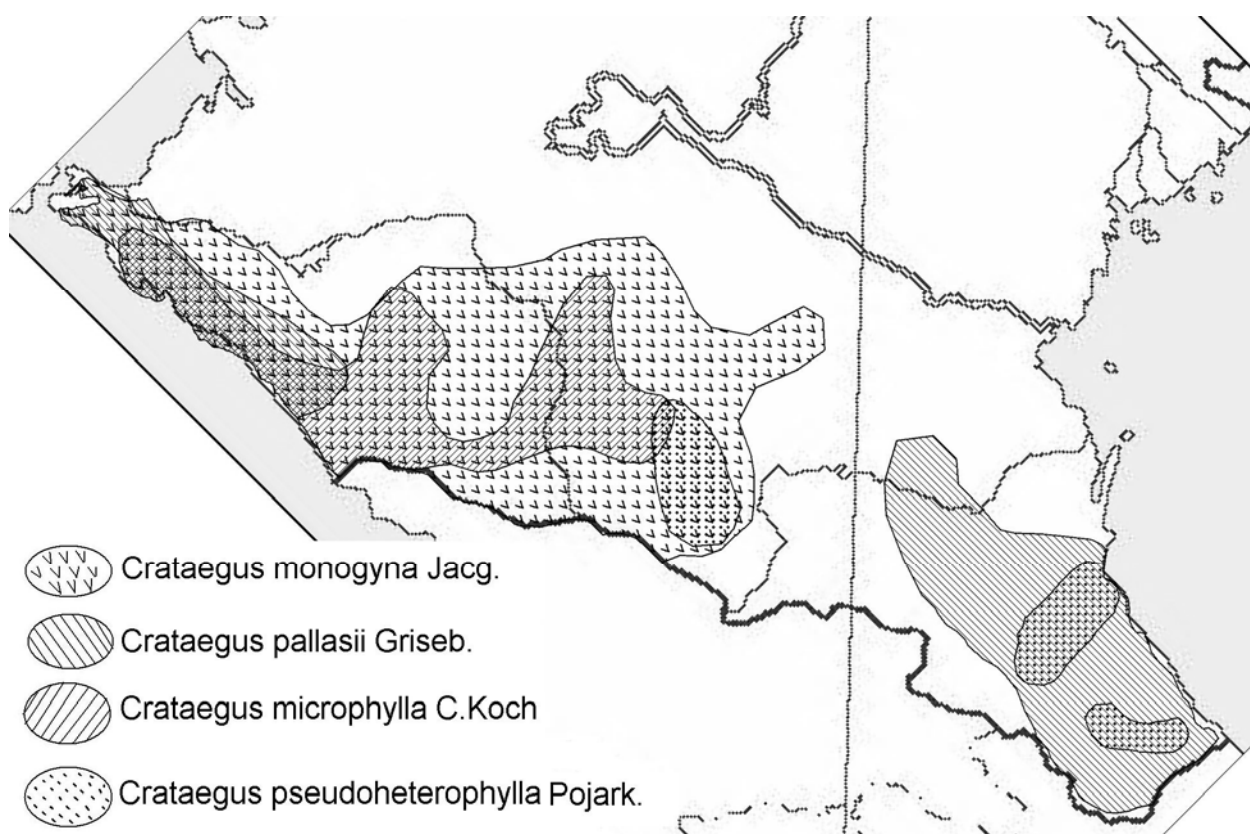 Crataegus monogyna Jacg.
Crataegus pallasii Griseb.
Crataegus microphylla C.Koch
Crataegus pseudoheterophylla Pojark.